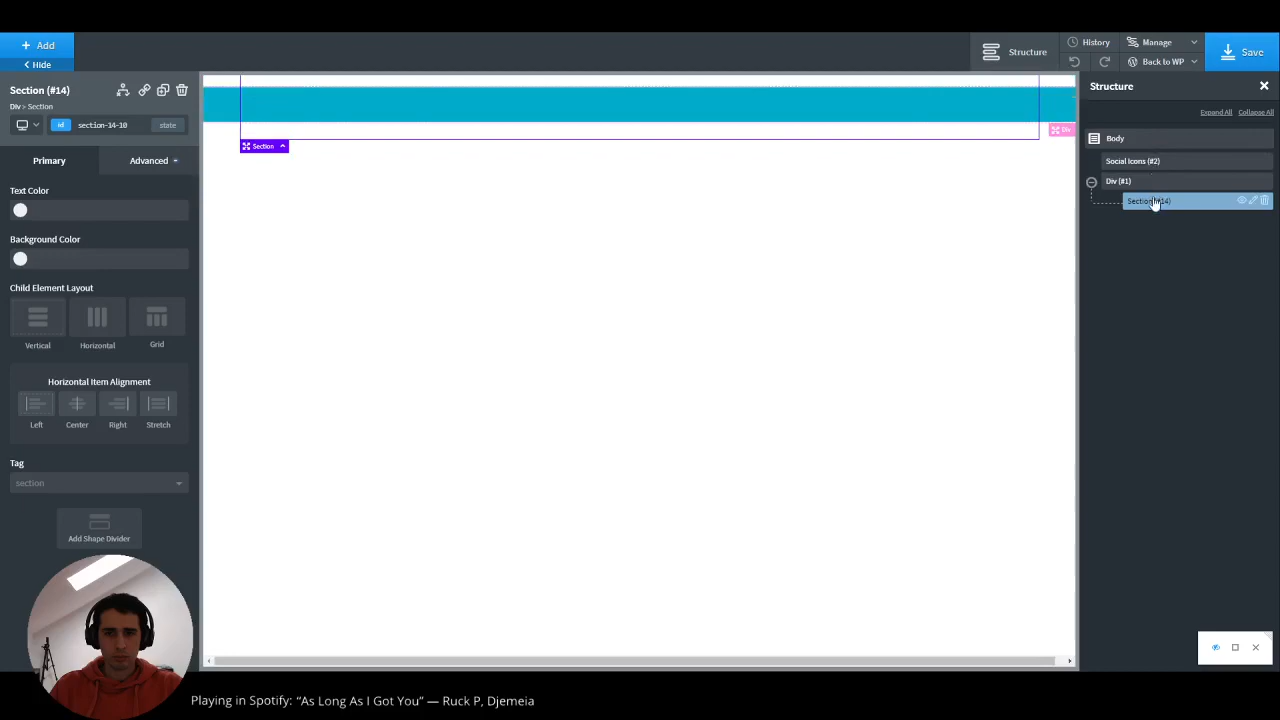 + Add
< Hide
Structure
History
Manage
Back to WP
Save
Section (#14)
Div > Section
id
section-14-10
state
Primary
Advanced
Text Color
Background Color
Child Element Layout
Vertical
Horizontal
Grid
Horizontal Item Alignment
Left
Center
Right
Stretch
Tag
section
Add Shape Divider
Section
Div
Structure
Expand All
Collapse All
Body
Social Icons (#2)
Div (#1)
Section (#14)
Playing in Spotify: “As Long As I Got You” — Ruck P, Djemeia